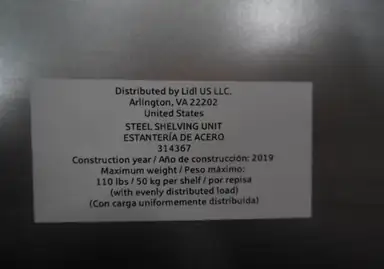 Distributed by Lidl US LLC.
Arlington, VA 22202
United States
STEEL SHELVING UNIT
ESTANTERÍA DE ACERO
314367
Construction year / Año de construcción: 2019
Maximum weight / Peso máximo:
110 lbs / 50 kg per shelf / por repisa
(with evenly distributed load)
(Con carga uniformemente distribuida)